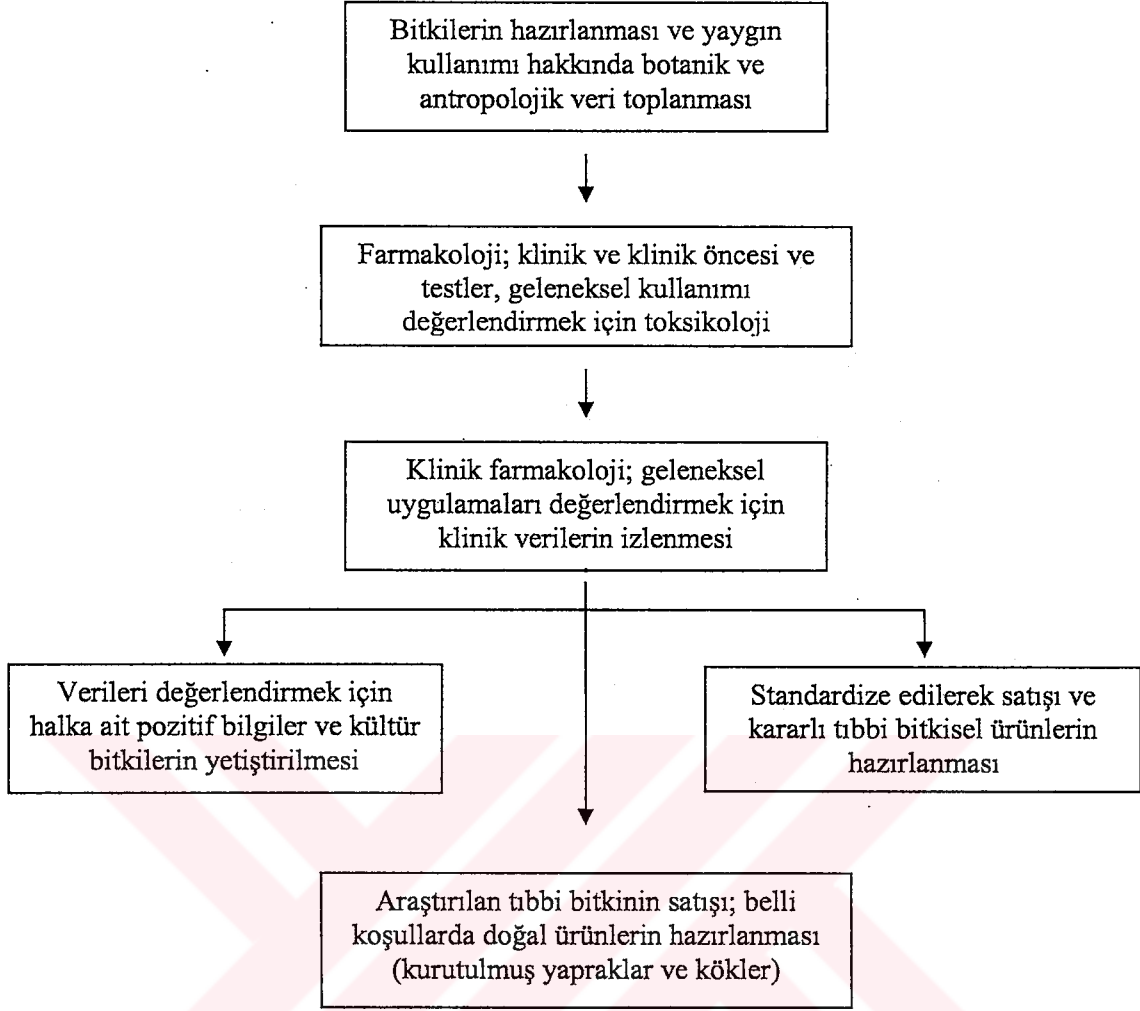 Bitkilerin hazırlanması ve yaygın
kullanımı hakkında botanik ve
antropolojik veri toplanması
Farmakoloji; klinik ve klinik öncesi ve
testler, geleneksel kullanımı
değerlendirmek için toksikoloji
Klinik farmakoloji; geleneksel
uygulamaları değerlendirmek için
klinik verilerin izlenmesi
Verileri değerlendirmek için
halka ait pozitif bilgiler ve kültür
bitkilerin yetiştirilmesi
Standardize edilerek satışı ve
kararlı tıbbi bitkisel ürünlerin
hazırlanması
Araştırılan tıbbi bitkinin satışı; belli
koşullarda doğal ürünlerin hazırlanması
(kurutulmuş yapraklar ve kökler)